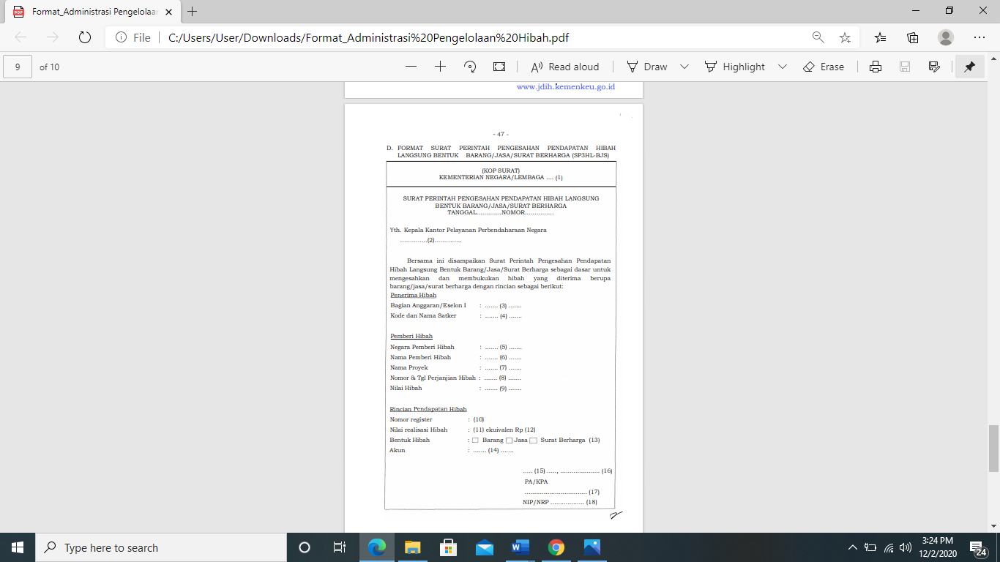 Format_Administrasi Pengelolaan
File
C:/Users/User/Downloads/Format_Administrasi%20Pengelolaan%20Hibah.pdf
9 of 10
Read aloud
Draw
Highlight
Erase
www.jdih.kemenkeu.go.id
- 47 -
D. FORMAT SURAT PERINTAH PENGESAHAN PENDAPATAN HIBAH
LANGSUNG BENTUK BARANG/JASA/SURAT BERHARGA (SP3HL-BJS)
(KOP SURAT)
KEMENTERIAN NEGARA/LEMBAGA .... (1)
SURAT PERINTAH PENGESAHAN PENDAPATAN HIBAH LANGSUNG
BENTUK BARANG/JASA/SURAT BERHARGA
TANGGAL.............NOMOR...............
Yth. Kepala Kantor Pelayanan Perbendaharaan Negara
..............(2)..............
Bersama ini disampaikan Surat Perintah Pengesahan Pendapatan
Hibah Langsung Bentuk Barang/Jasa/Surat Berharga sebagai dasar untuk
mengesahkan dan membukukan hibah yang diterima berupa
barang/jasa/surat berharga dengan rincian sebagai berikut:
Penerima Hibah
Bagian Anggaran/Eselon I : ....... (3) .......
Kode dan Nama Satker : ....... (4) .......
Pemberi Hibah
Negara Pemberi Hibah : ....... (5) .......
Nama Pemberi Hibah : ....... (6) .......
Nama Proyek : ....... (7) .......
Nomor & Tgl Perjanjian Hibah : ....... (8) .......
Nilai Hibah : ....... (9) .......
Rincian Pendapatan Hibah
Nomor register : (10)
Nilai realisasi Hibah : (11) ekuivalen Rp (12)
Bentuk Hibah : ☐ Barang ☐ Jasa ☐ Surat Berharga (13)
Akun : ....... (14) .......
..... (15) ....., ..................... (16)
PA/KPA
................................. (17)
NIP/NRP .................. (18)
Type here to search
3:24 PM
12/2/2020
24